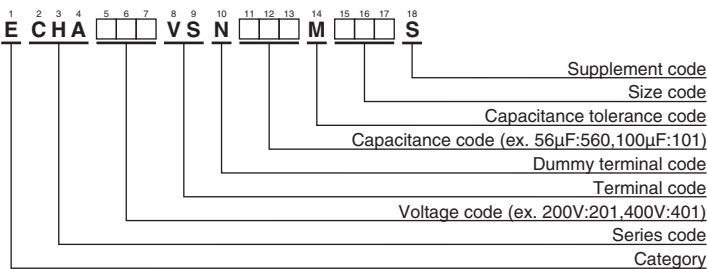 1 2 3 4 5 6 7 8 9 10 11 12 13 14 15 16 17 18
E CHA VS N M S
Supplement code
Size code
Capacitance tolerance code
Capacitance code (ex. 56μF:560,100μF:101)
Dummy terminal code
Terminal code
Voltage code (ex. 200V:201,400V:401)
Series code
Category